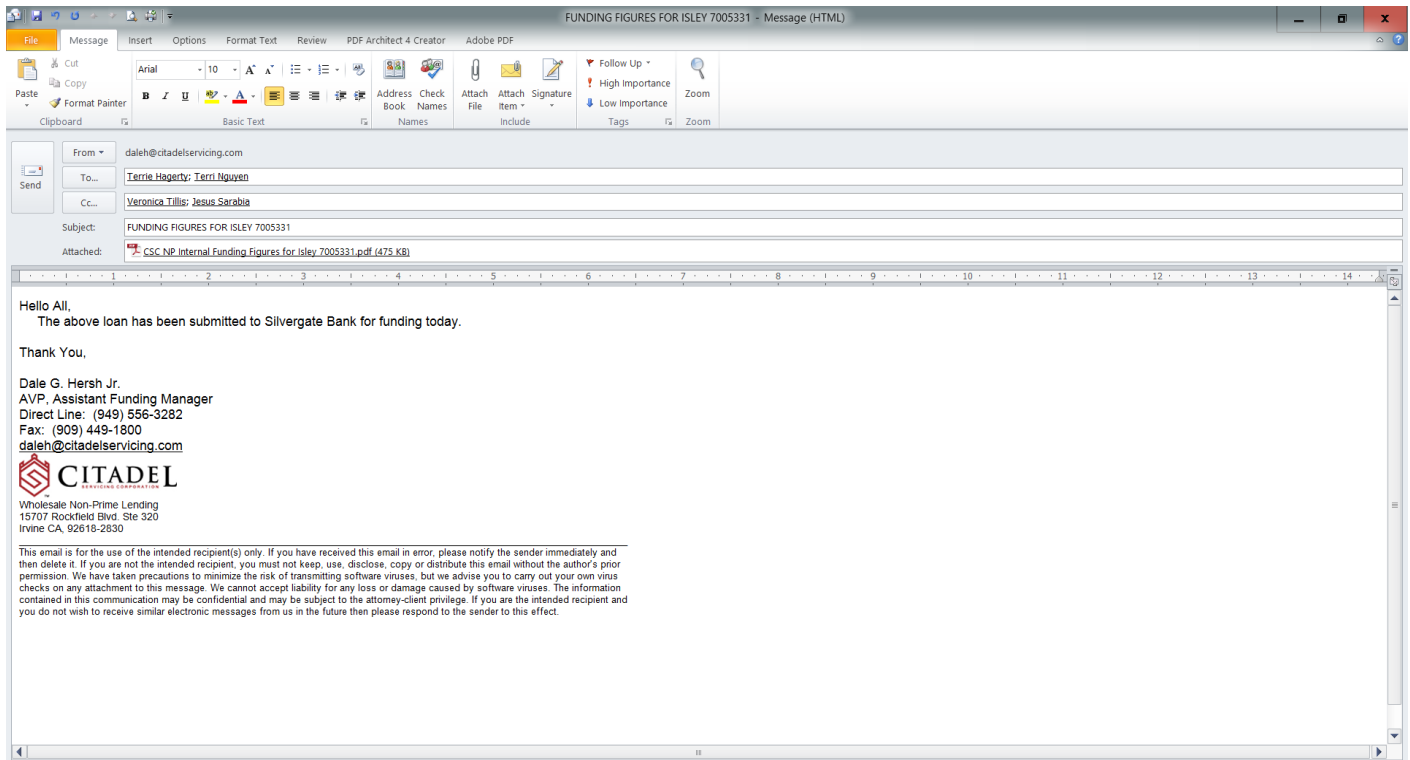 FUNDING FIGURES FOR ISLEY 7005331 - Message (HTML)
File Message Insert Options Format Text Review PDF Architect 4 Creator Adobe PDF
Paste
Cut
Copy
Format Painter
Clipboard
Arial 10
B I U
Basic Text
Address Book
Check Names
Names
Attach File
Attach Item
Signature
Include
Follow Up
High Importance
Low Importance
Tags
Zoom
Zoom
Send
From daleh@citadelservicing.com
To... Terrie Hagerty; Terri Nguyen
Cc... Veronica Tillis; Jesus Sarabia
Subject: FUNDING FIGURES FOR ISLEY 7005331
Attached: CSC NP Internal Funding Figures for Isley 7005331.pdf (475 KB)
1 2 3 4 5 6 7 8 9 10 11 12 13 14
Hello All,
The above loan has been submitted to Silvergate Bank for funding today.
Thank You,
Dale G. Hersh Jr.
AVP, Assistant Funding Manager
Direct Line: (949) 556-3282
Fax: (909) 449-1800
daleh@citadelservicing.com
CITADEL
SERVICING CORPORATION
Wholesale Non-Prime Lending
15707 Rockfield Blvd. Ste 320
Irvine CA, 92618-2830
This email is for the use of the intended recipient(s) only. If you have received this email in error, please notify the sender immediately and
then delete it. If you are not the intended recipient, you must not keep, use, disclose, copy or distribute this email without the author's prior
permission. We have taken precautions to minimize the risk of transmitting software viruses, but we advise you to carry out your own virus
checks on any attachment to this message. We cannot accept liability for any loss or damage caused by software viruses. The information
contained in this communication may be confidential and may be subject to the attorney-client privilege. If you are the intended recipient and
you do not wish to receive similar electronic messages from us in the future then please respond to the sender to this effect.